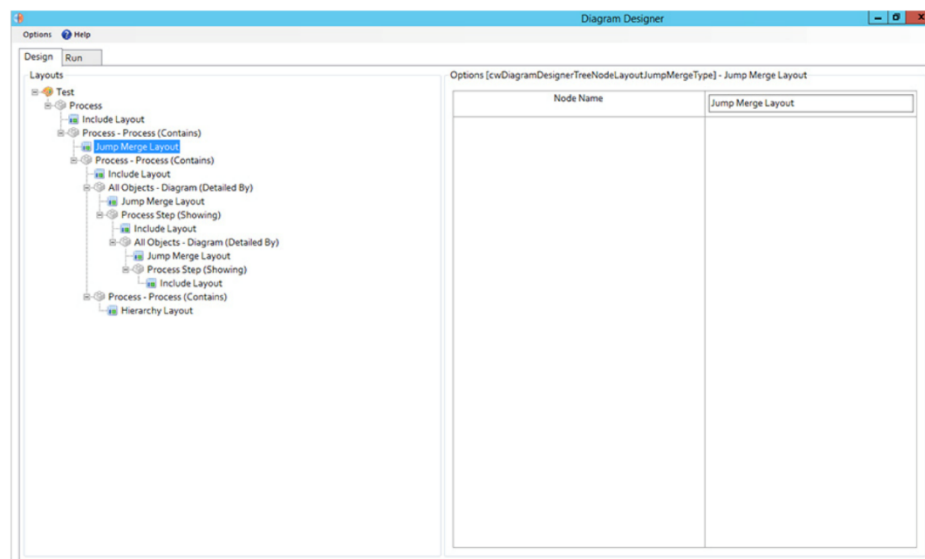 Diagram Designer
Options Help
Design Run
Layouts
Test
Process
Include Layout
Process - Process (Contains)
Jump Merge Layout
Process - Process (Contains)
Include Layout
All Objects - Diagram (Detailed By)
Jump Merge Layout
Process Step (Showing)
Include Layout
All Objects - Diagram (Detailed By)
Jump Merge Layout
Process Step (Showing)
Include Layout
Process - Process (Contains)
Hierarchy Layout
Options [cwDiagramDesignerTreeNodeLayoutJumpMergeType] - Jump Merge Layout
Node Name Jump Merge Layout